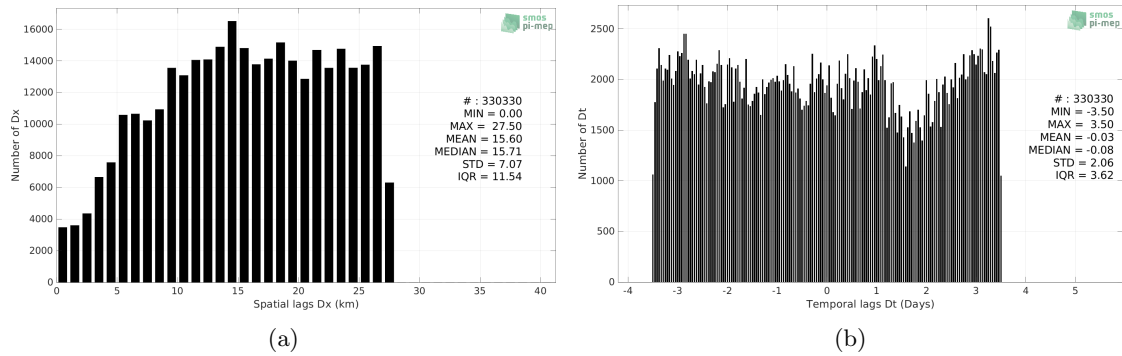 16000
14000
12000
10000
8000
6000
4000
2000
0
Number of Dx
smos
pi-mep
# : 330330
MIN = 0.00
MAX = 27.50
MEAN = 15.60
MEDIAN = 15.71
STD = 7.07
IQR = 11.54
0 5 10 15 20 25 30 35 40
Spatial lags Dx (km)
(a)
2500
2000
1500
1000
500
0
Number of Dt
smos
pi-mep
# : 330330
MIN = -3.50
MAX = 3.50
MEAN = -0.03
MEDIAN = -0.08
STD = 2.06
IQR = 3.62
-4 -3 -2 -1 0 1 2 3 4 5
Temporal lags Dt (Days)
(b)